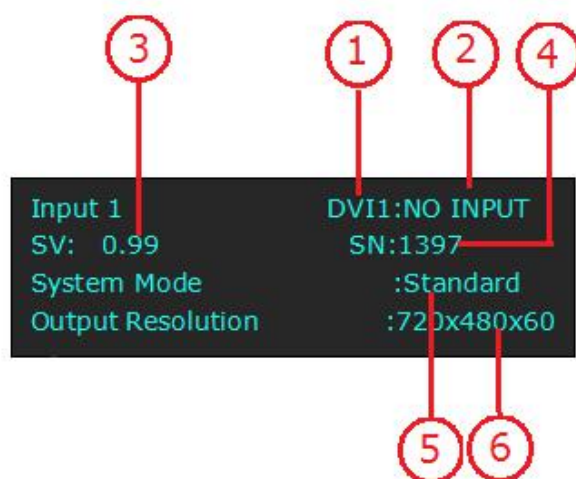 3 1 2 4
Input 1 DVI1:NO INPUT
SV: 0.99 SN:1397
System Mode :Standard
Output Resolution :720x480x60
5 6